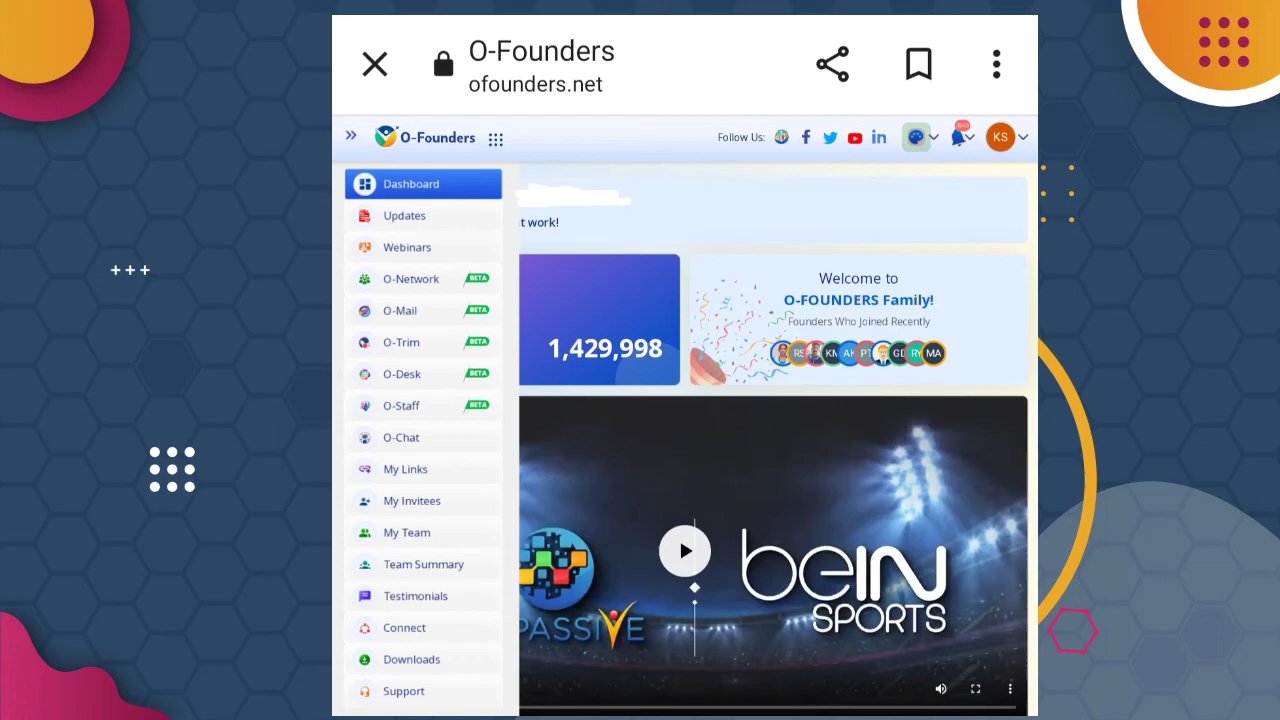 O-Founders
ofounders.net
O-Founders
Follow Us:
KS
Dashboard
Updates
Webinars
O-Network BETA
O-Mail BETA
O-Trim BETA
O-Desk BETA
O-Staff BETA
O-Chat
My Links
My Invitees
My Team
Team Summary
Testimonials
Connect
Downloads
Support
t work!
1,429,998
Welcome to
O-FOUNDERS Family!
Founders Who Joined Recently
RS KM AK PT GD RY MA
PASSIVE
beIN
SPORTS